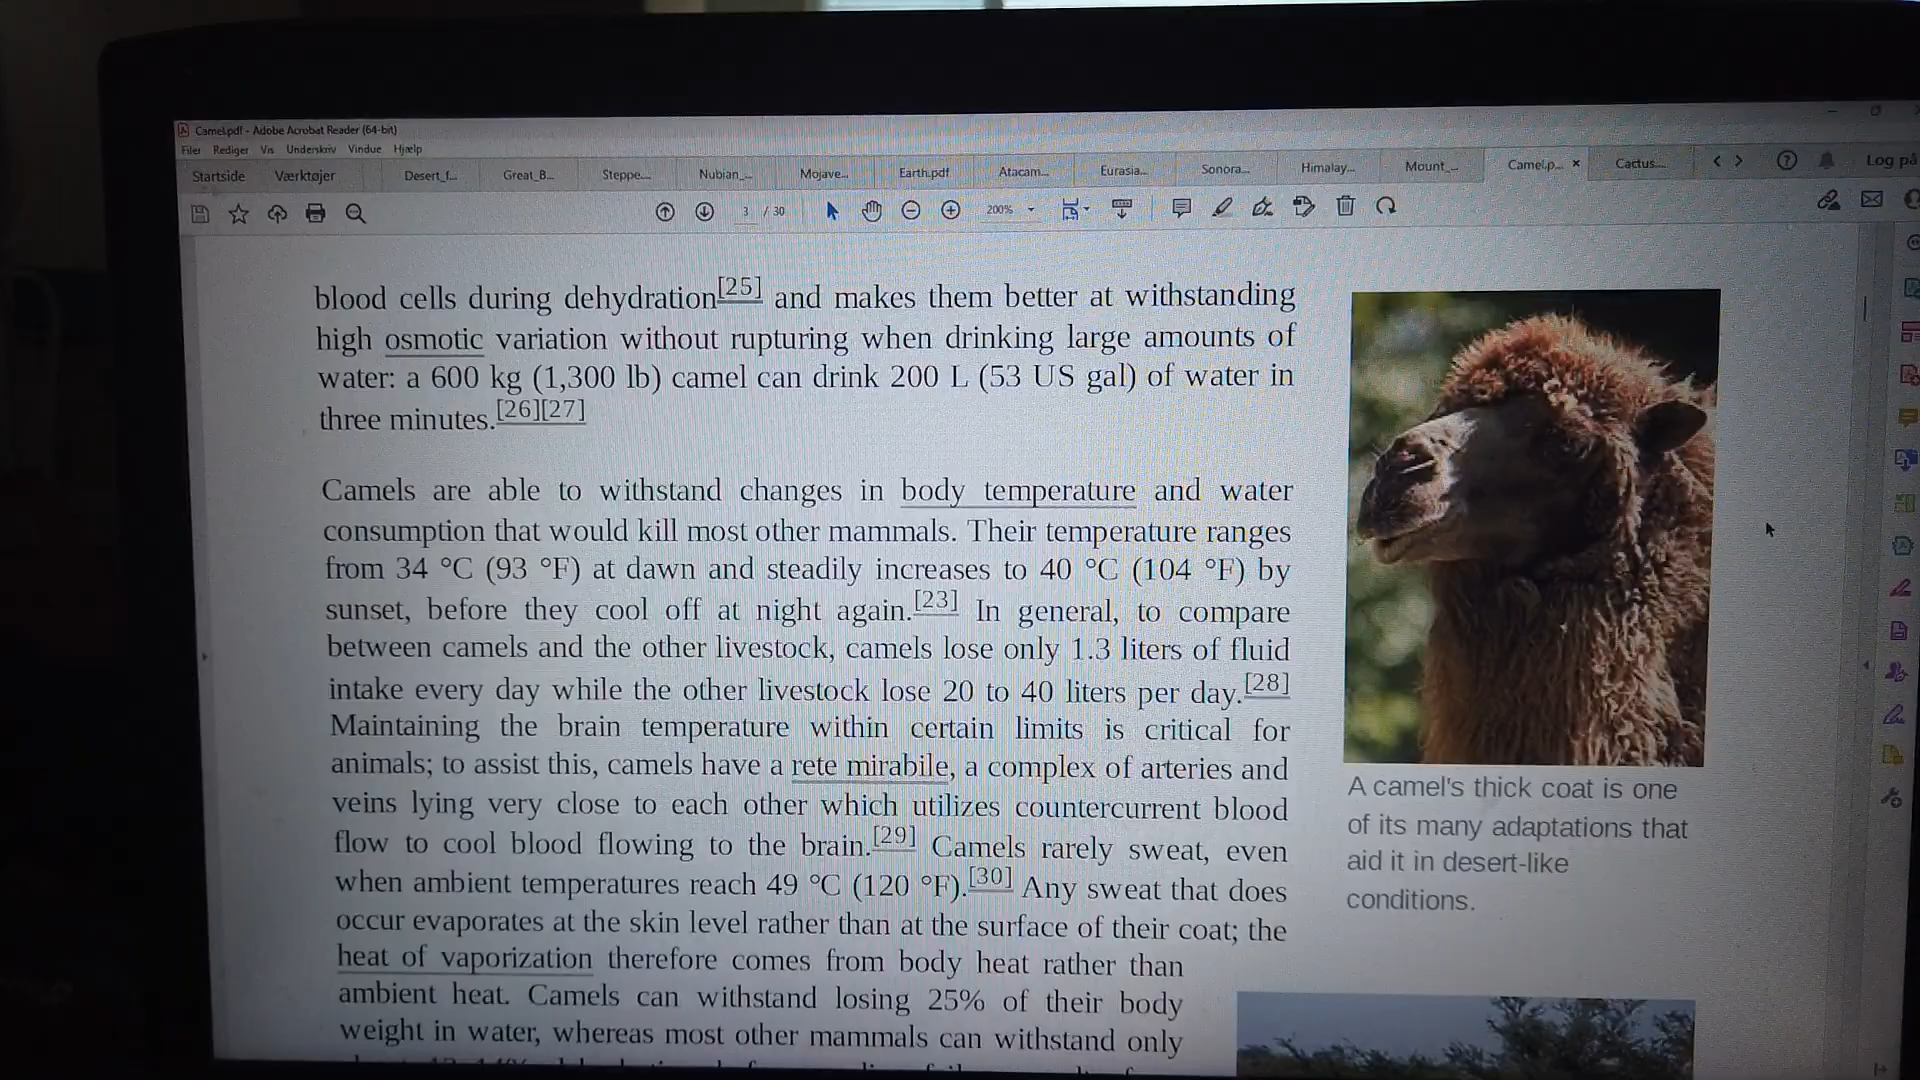 Camel.pdf - Adobe Acrobat Reader (64-bit)
Filer Rediger Vis Underskriv Vindue Hjælp
Startside Værktøjer Desert_f... Great_B... Steppe.... Nubian_... Mojave... Earth.pdf Atacam... Eurasia... Sonora... Himalay... Mount_... Camel.p... × Cactus.... Log på
3 / 30 200%
blood cells during dehydration[25] and makes them better at withstanding
high osmotic variation without rupturing when drinking large amounts of
water: a 600 kg (1,300 lb) camel can drink 200 L (53 US gal) of water in
three minutes.[26][27]
Camels are able to withstand changes in body temperature and water
consumption that would kill most other mammals. Their temperature ranges
from 34 °C (93 °F) at dawn and steadily increases to 40 °C (104 °F) by
sunset, before they cool off at night again.[23] In general, to compare
between camels and the other livestock, camels lose only 1.3 liters of fluid
intake every day while the other livestock lose 20 to 40 liters per day.[28]
Maintaining the brain temperature within certain limits is critical for
animals; to assist this, camels have a rete mirabile, a complex of arteries and
veins lying very close to each other which utilizes countercurrent blood
flow to cool blood flowing to the brain.[29] Camels rarely sweat, even
when ambient temperatures reach 49 °C (120 °F).[30] Any sweat that does
occur evaporates at the skin level rather than at the surface of their coat; the
heat of vaporization therefore comes from body heat rather than
ambient heat. Camels can withstand losing 25% of their body
weight in water, whereas most other mammals can withstand only
A camel's thick coat is one
of its many adaptations that
aid it in desert-like
conditions.